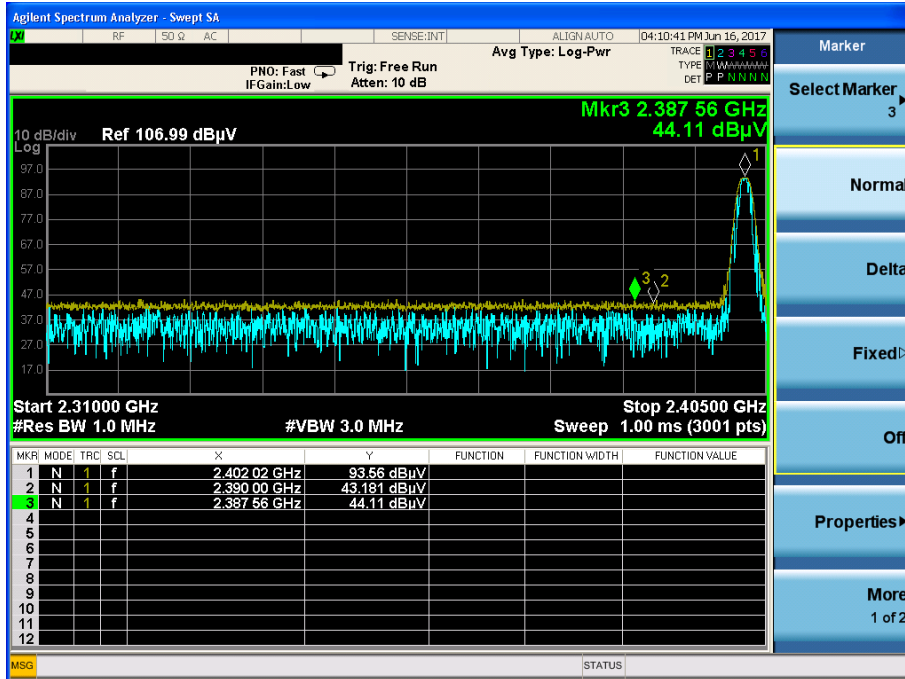 Agilent Spectrum Analyzer - Swept SA
LXI RF 50 Ω AC SENSE:INT ALIGN AUTO 04:10:41 PM Jun 16, 2017
Marker
PNO: Fast
IFGain:Low
Trig: Free Run
Atten: 10 dB
Avg Type: Log-Pwr
TRACE 1 2 3 4 5 6
TYPE M W W W W W
DET P P N N N N
Select Marker
3
Mkr3 2.387 56 GHz
44.11 dBµV
10 dB/div Ref 106.99 dBµV
Log
97.0
87.0
77.0
67.0
57.0
47.0
37.0
27.0
17.0
1
3 2
Start 2.31000 GHz Stop 2.40500 GHz
#Res BW 1.0 MHz #VBW 3.0 MHz Sweep 1.00 ms (3001 pts)
MKR MODE TRC SCL X Y FUNCTION FUNCTION WIDTH FUNCTION VALUE
1 N 1 f 2.402 02 GHz 93.56 dBµV
2 N 1 f 2.390 00 GHz 43.181 dBµV
3 N 1 f 2.387 56 GHz 44.11 dBµV
4
5
6
7
8
9
10
11
12
Normal
Delta
Fixed
Off
Properties
More
1 of 2
MSG STATUS